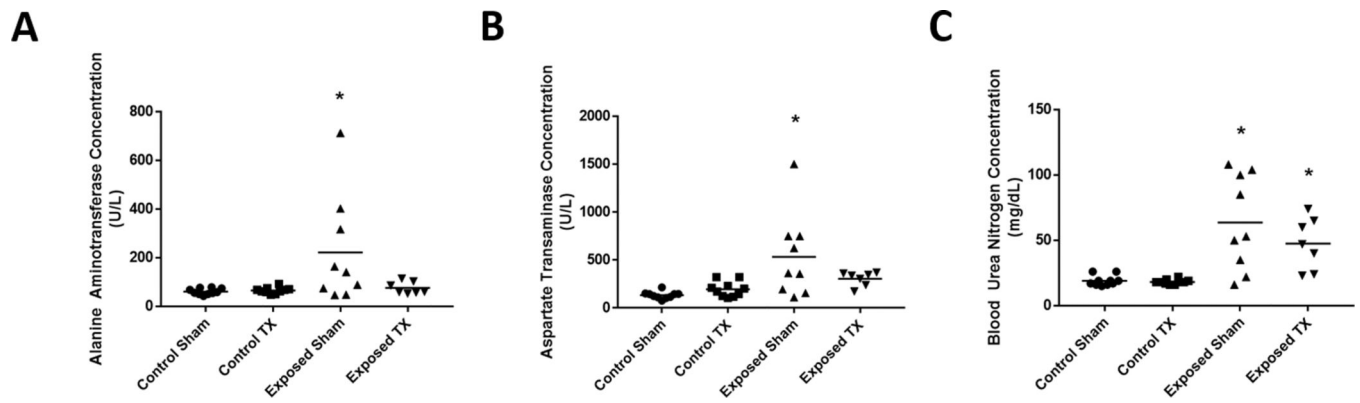 A
B
C
Alanine Aminotransferase Concentration
(U/L)
800
600
400
200
0
*
Control Sham
Control TX
Exposed Sham
Exposed TX
Aspartate Transaminase Concentration
(U/L)
2000
1500
1000
500
0
*
Control Sham
Control TX
Exposed Sham
Exposed TX
Blood Urea Nitrogen Concentration
(mg/dL)
150
100
50
0
*
*
Control Sham
Control TX
Exposed Sham
Exposed TX